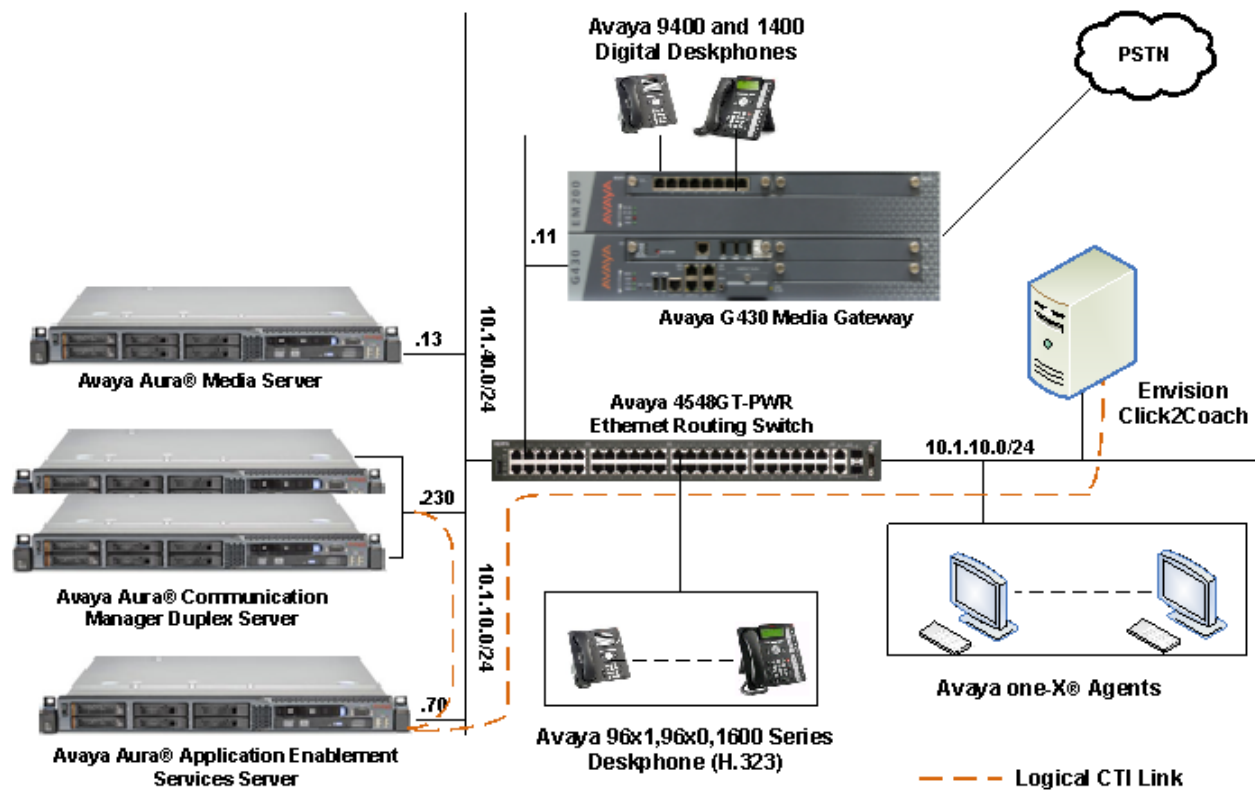 Avaya 9400 and 1400
Digital Deskphones
PSTN
EM200
AVAYA
.11
G430
AVAYA
Avaya G430 Media Gateway
.13
10.1.40.0/24
Avaya Aura® Media Server
Envision
Click2Coach
Avaya 4548GT-PWR
Ethernet Routing Switch
10.1.10.0/24
.230
Avaya Aura® Communication
Manager Duplex Server
10.1.10.0/24
.70
Avaya Aura® Application Enablement
Services Server
Avaya 96x1,96x0,1600 Series
Deskphone (H.323)
Avaya one-X® Agents
Logical CTI Link